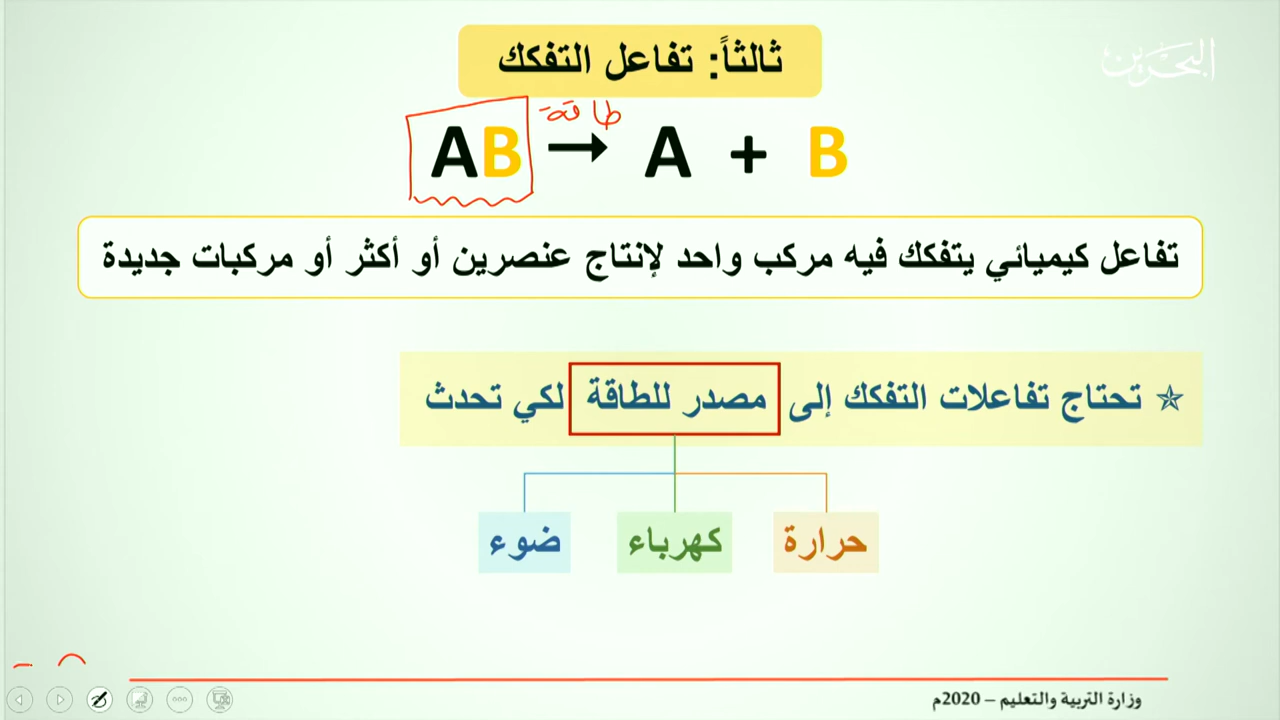 البحرين
ثالثاً: تفاعل التفكك
طاقة
AB → A + B
تفاعل كيميائي يتفكك فيه مركب واحد لإنتاج عنصرين أو أكثر أو مركبات جديدة
تحتاج تفاعلات التفكك إلى مصدر للطاقة لكي تحدث
حرارة كهرباء ضوء
وزارة التربية والتعليم – 2020م